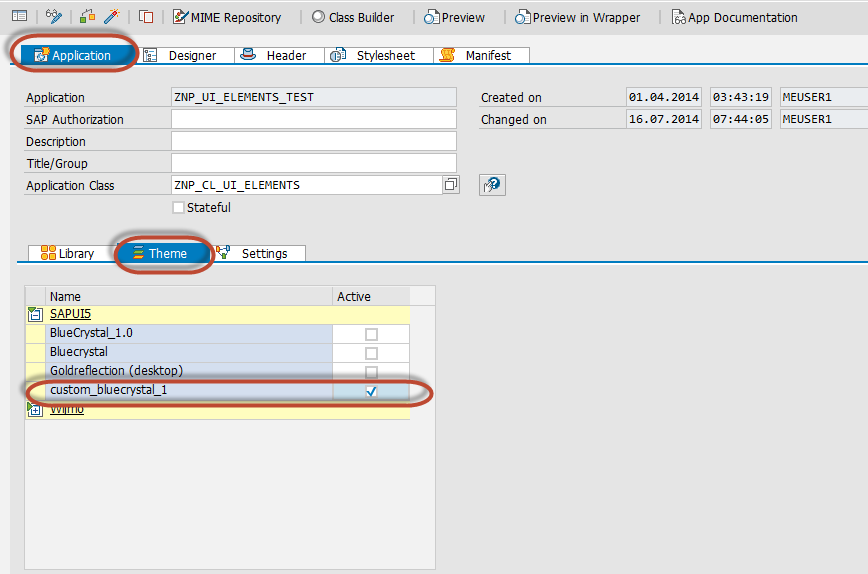 MIME Repository Class Builder Preview Preview in Wrapper App Documentation
Application Designer Header Stylesheet Manifest
Application ZNP_UI_ELEMENTS_TEST Created on 01.04.2014 03:43:19 MEUSER1
SAP Authorization Changed on 16.07.2014 07:44:05 MEUSER1
Description
Title/Group
Application Class ZNP_CL_UI_ELEMENTS
Stateful
Library Theme Settings
Name Active
SAPUI5
BlueCrystal_1.0
Bluecrystal
Goldreflection (desktop)
custom_bluecrystal_1
Wijmo